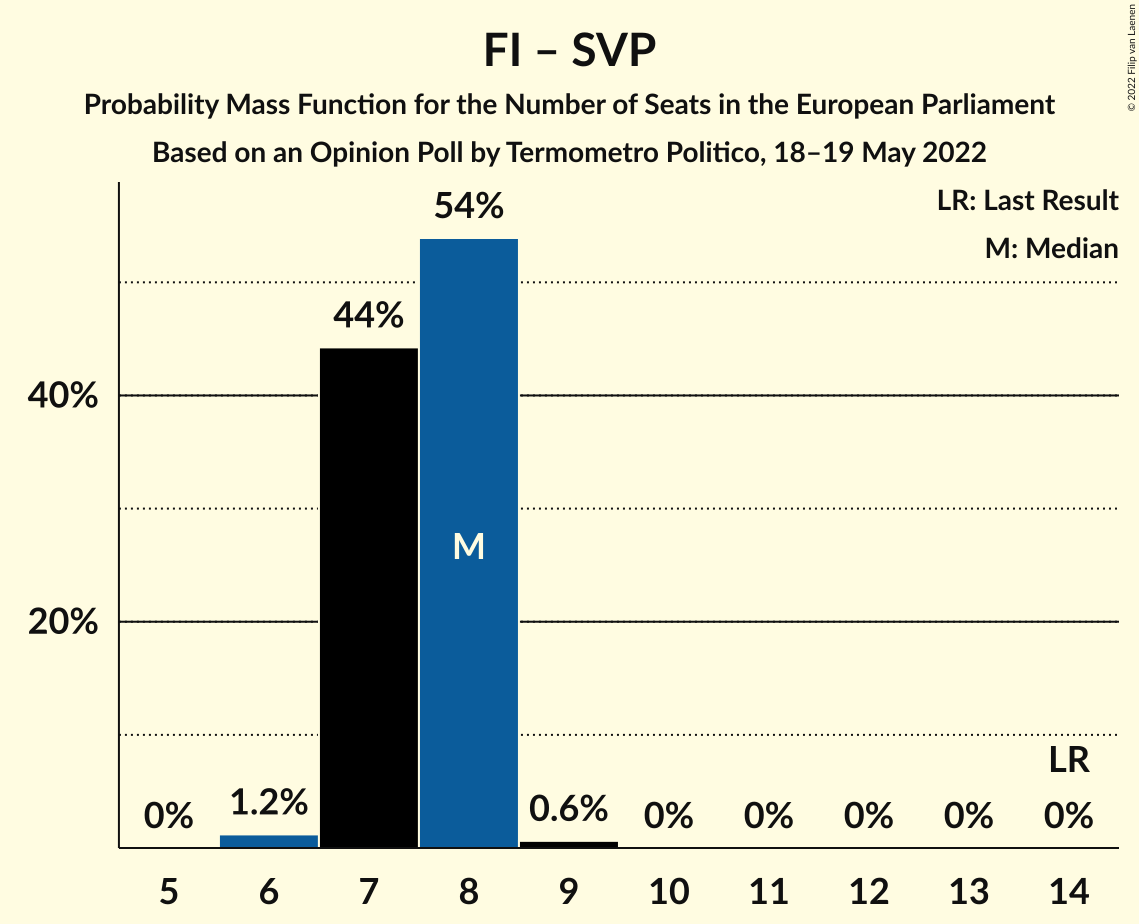 FI – SVP
Probability Mass Function for the Number of Seats in the European Parliament
Based on an Opinion Poll by Termometro Politico, 18–19 May 2022
© 2022 Filip van Laenen
LR: Last Result
M: Median
54%
44%
40%
M
20%
LR
0% 1.2% 0.6% 0% 0% 0% 0% 0%
5 6 7 8 9 10 11 12 13 14